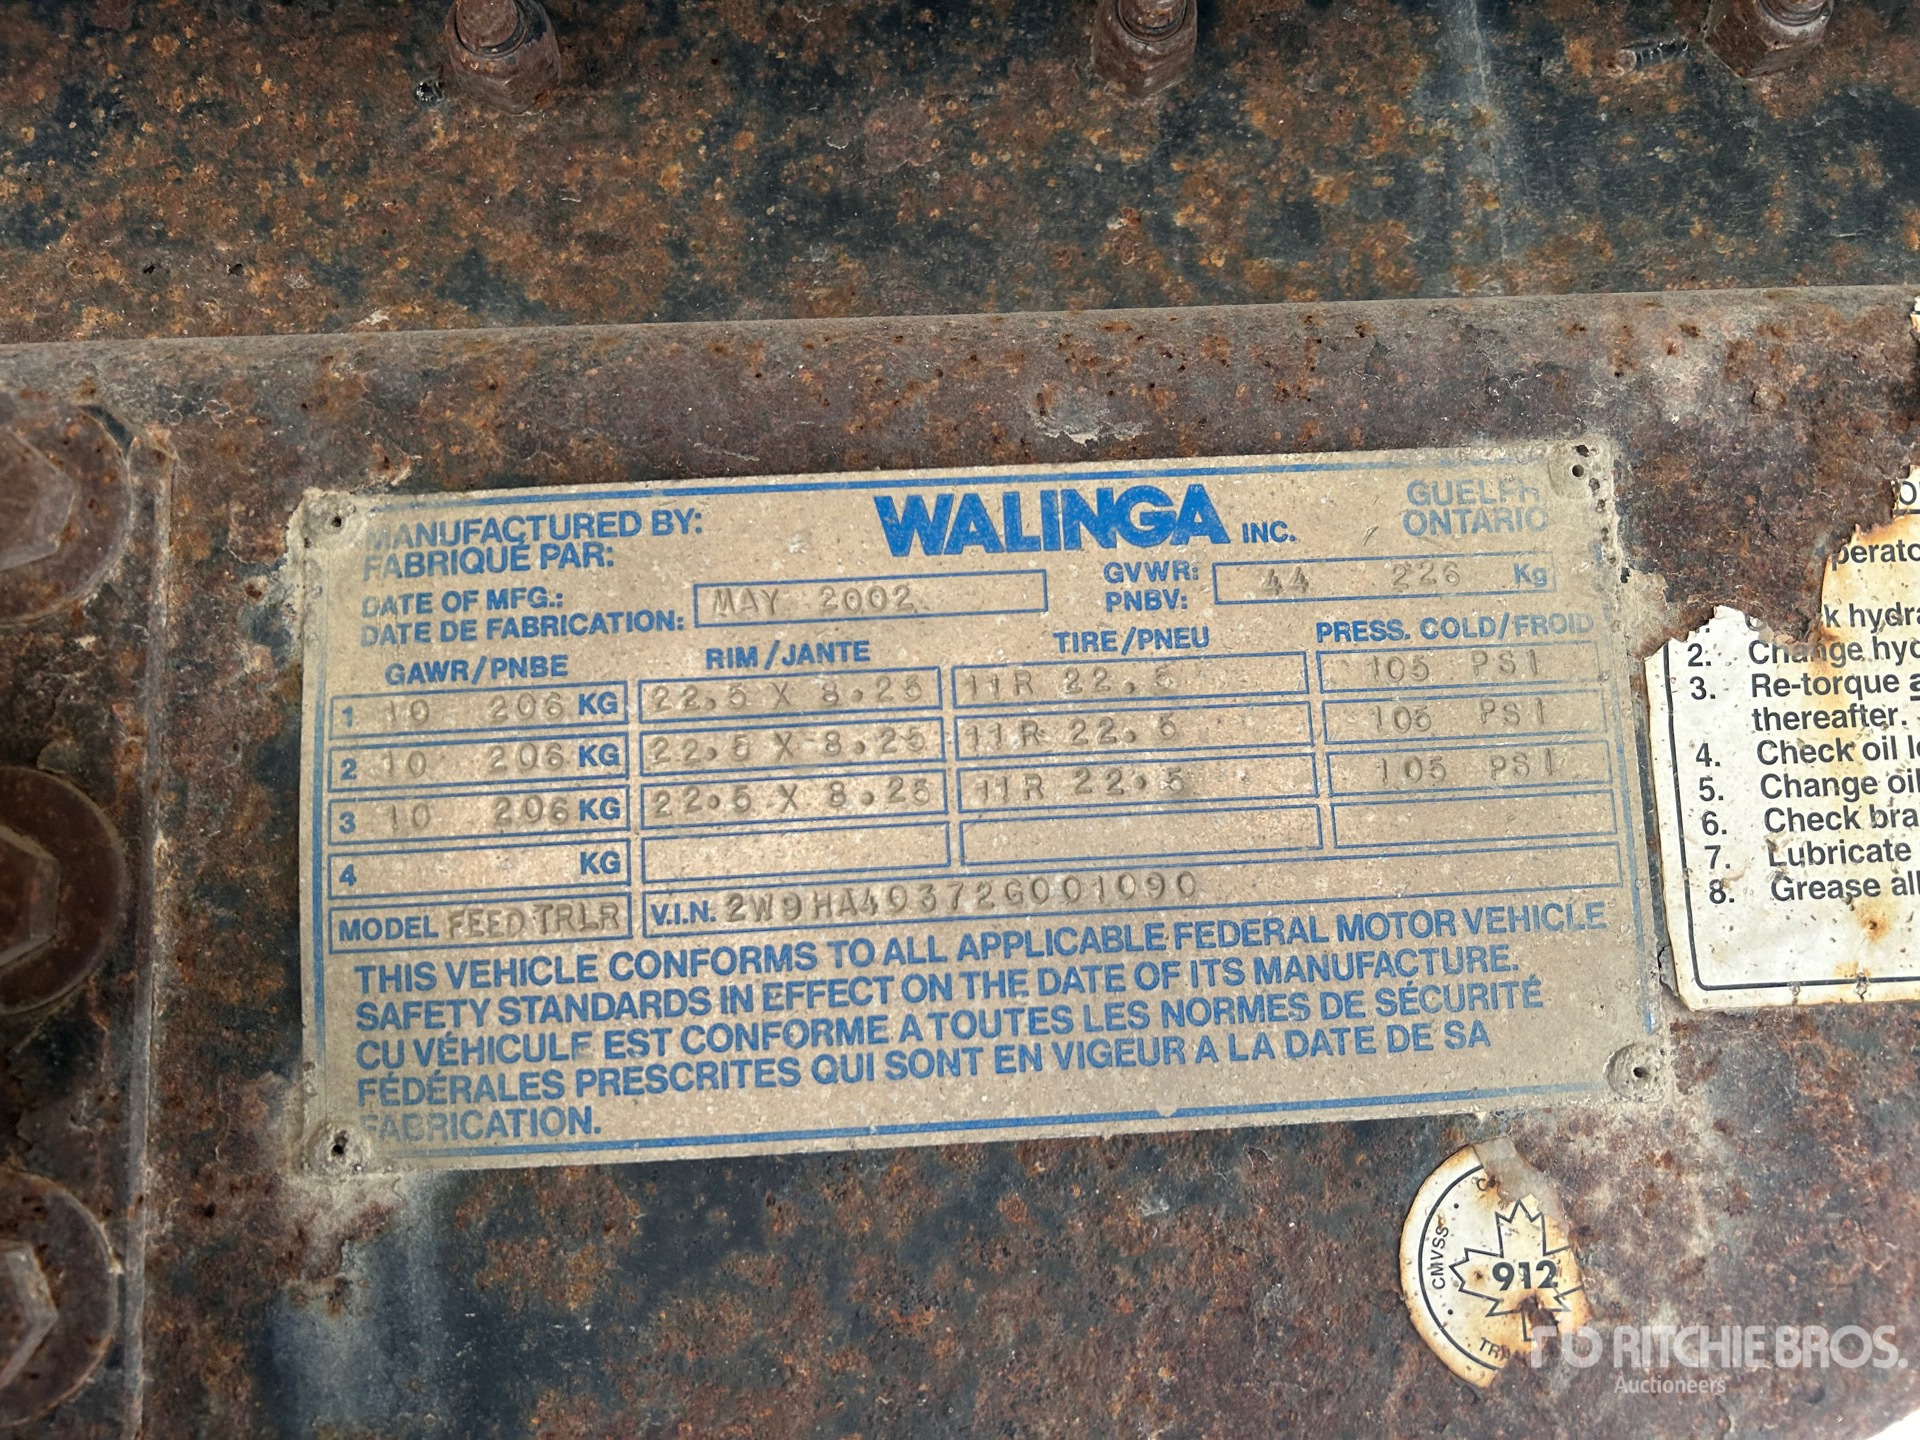 MANUFACTURED BY: WALINGA INC. GUELPH
FABRIQUÉ PAR: ONTARIO
DATE OF MFG.: MAY 2002 GVWR: 44 226 Kg
DATE DE FABRICATION: PNBV:
GAWR/PNBE RIM/JANTE TIRE/PNEU PRESS. COLD/FROID
1 10 206 KG 22.5 X 8.25 11R 22.5 105 PSI
2 10 206 KG 22.5 X 8.25 11R 22.5 105 PSI
3 10 206 KG 22.5 X 8.25 11R 22.5 105 PSI
4 KG
MODEL FEED TRLR V.I.N. 2W9HA40372G001090
THIS VEHICLE CONFORMS TO ALL APPLICABLE FEDERAL MOTOR VEHICLE
SAFETY STANDARDS IN EFFECT ON THE DATE OF ITS MANUFACTURE.
CU VÉHICULE EST CONFORME A TOUTES LES NORMES DE SÉCURITÉ
FÉDÉRALES PRESCRITES QUI SONT EN VIGEUR A LA DATE DE SA
FABRICATION.
1. hydra
2. Change hyd
3. Re-torque a
thereafter.
4. Check oil le
5. Change oil
6. Check bra
7. Lubricate
8. Grease all
CMVSS
912
RITCHIE BROS.
Auctioneers